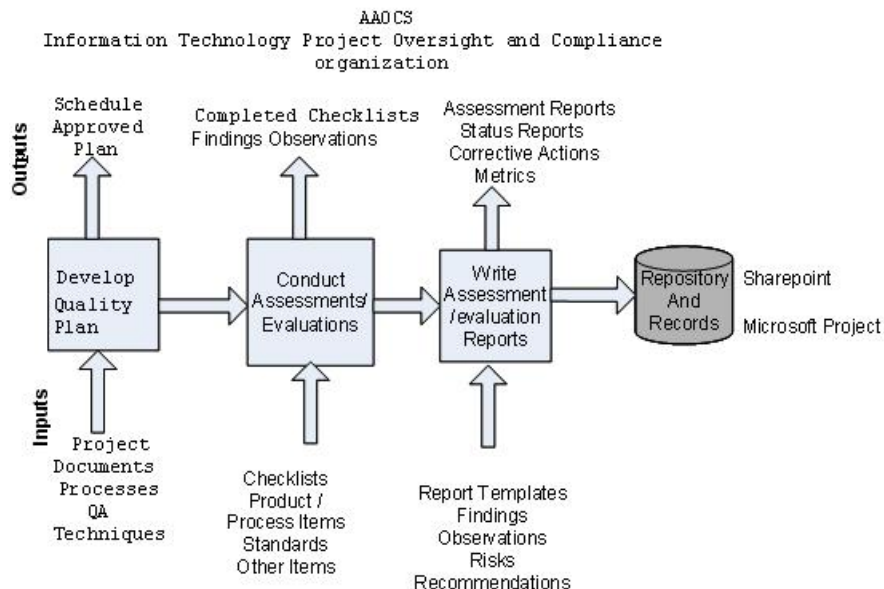 AAOCS
Information Technology Project Oversight and Compliance
organization
Outputs
Schedule
Approved
Plan
Completed Checklists
Findings Observations
Assessment Reports
Status Reports
Corrective Actions
Metrics
Develop
Quality
Plan
Conduct
Assessments/
Evaluations
Write
Assessment
/evaluation
Reports
Repository
And
Records
Sharepoint
Microsoft Project
Inputs
Project
Documents
Processes
QA
Techniques
Checklists
Product /
Process Items
Standards
Other Items
Report Templates
Findings
Observations
Risks
Recommendations